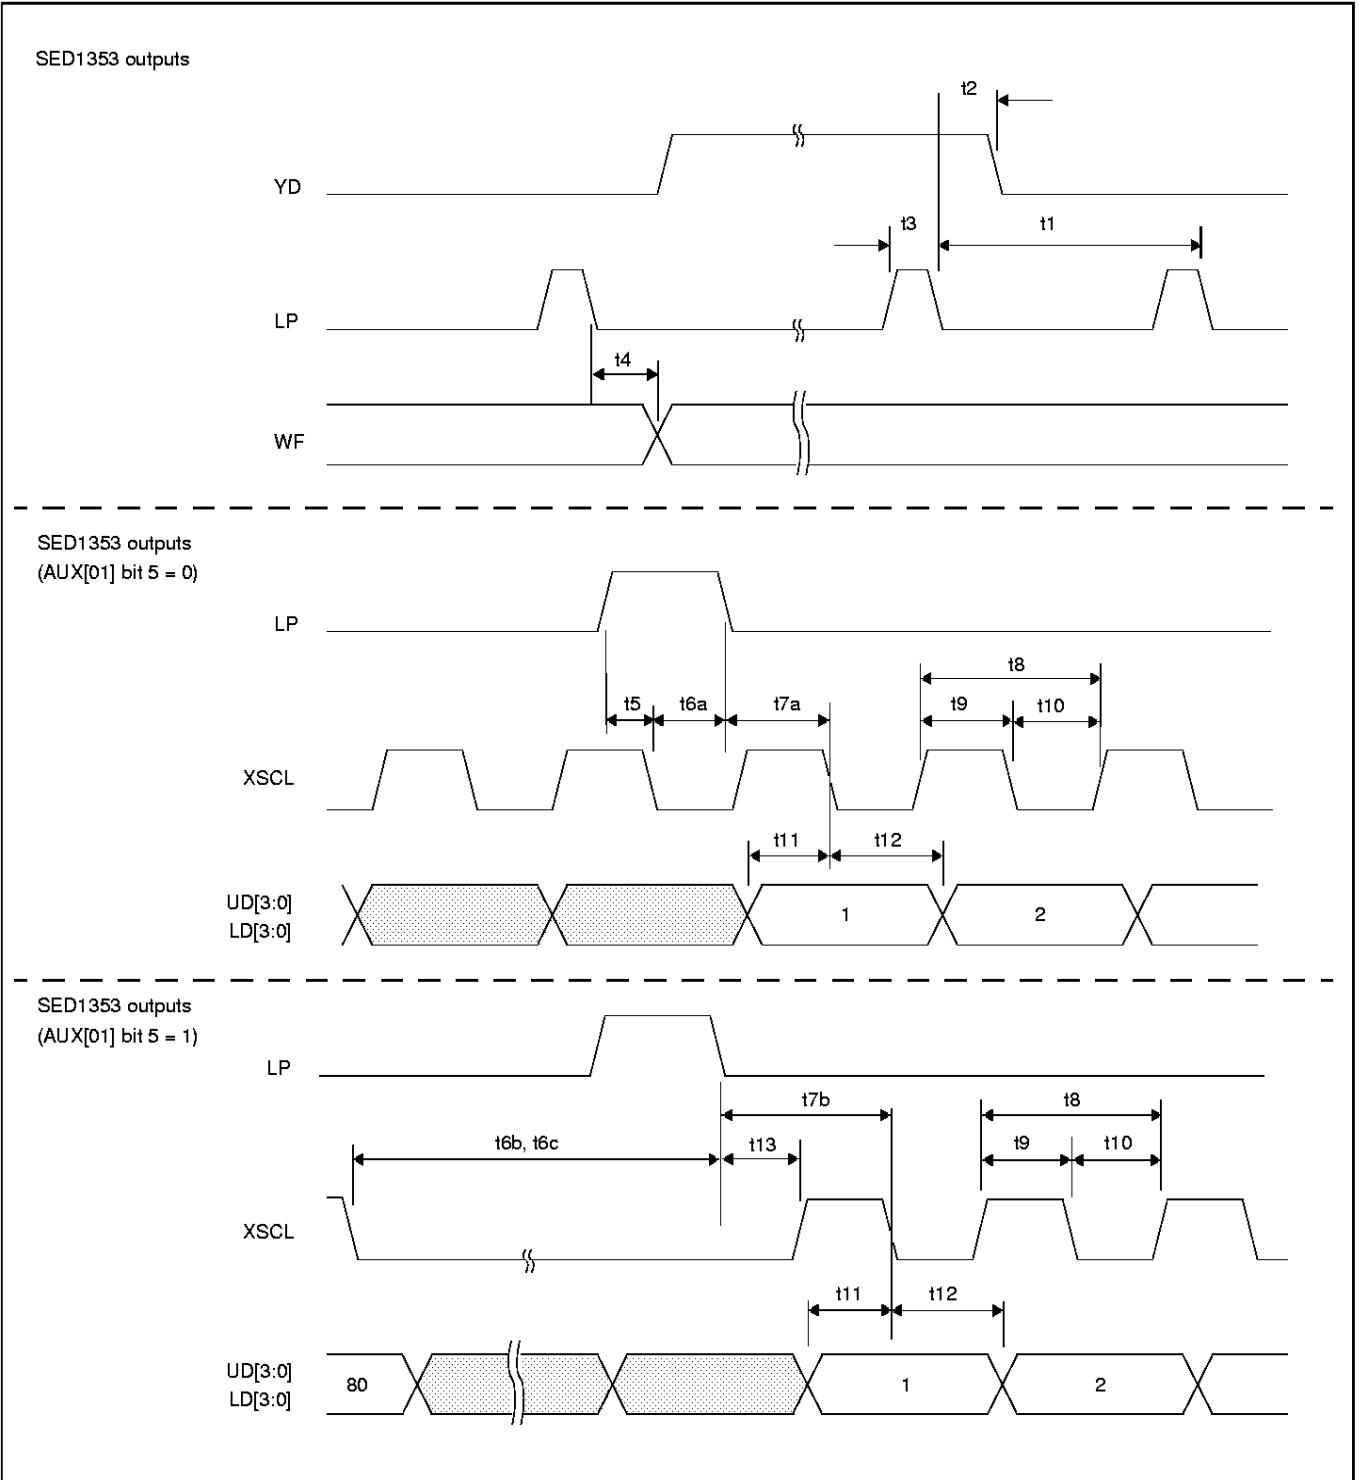 SED1353 outputs
t2
YD
t3
t1
LP
t4
WF
SED1353 outputs
(AUX[01] bit 5 = 0)
LP
t8
t5
t6a
t7a
t9
t10
XSCL
t11
t12
UD[3:0]
LD[3:0]
1
2
SED1353 outputs
(AUX[01] bit 5 = 1)
LP
t7b
t8
t6b, t6c
t13
t9
t10
XSCL
t11
t12
UD[3:0]
LD[3:0]
80
1
2